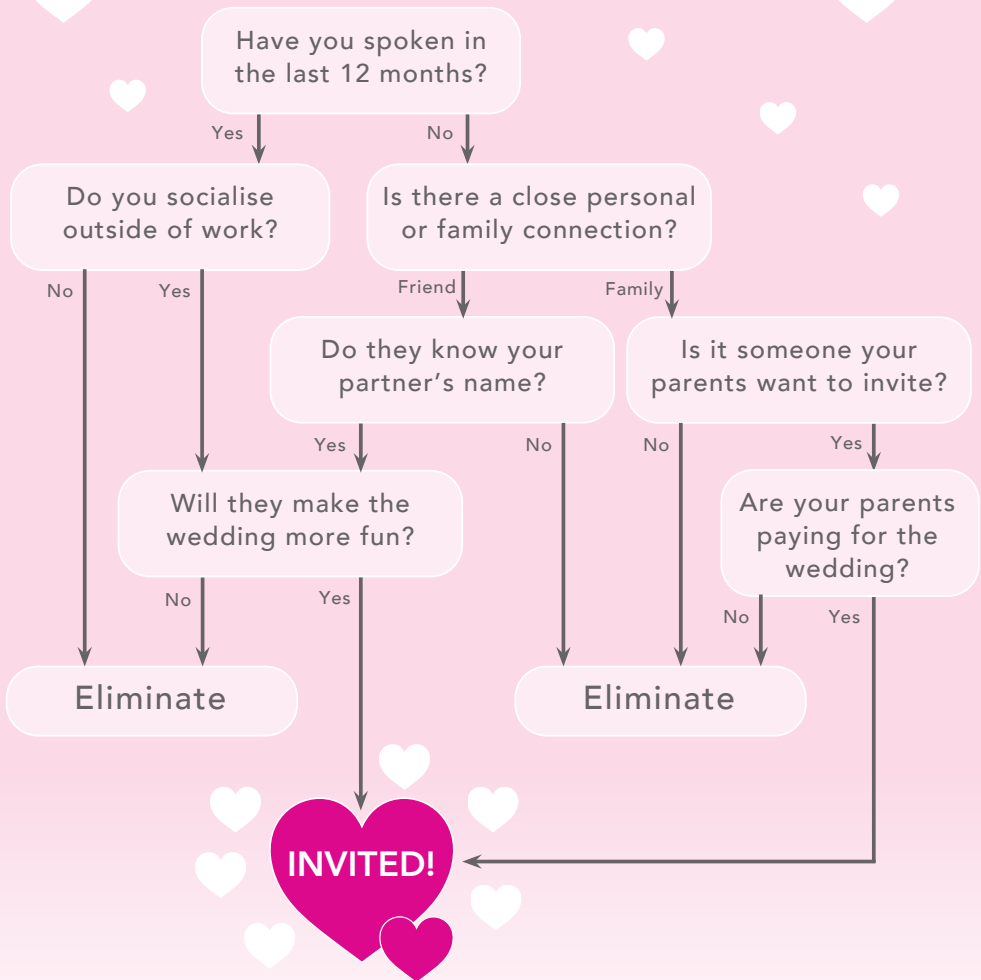 Have you spoken in
the last 12 months?
Yes
No
Do you socialise
outside of work?
Is there a close personal
or family connection?
No
Yes
Friend
Family
Do they know your
partner's name?
Is it someone your
parents want to invite?
Yes
No
No
Yes
Will they make the
wedding more fun?
Are your parents
paying for the
wedding?
No
Yes
No
Yes
Eliminate
Eliminate
INVITED!